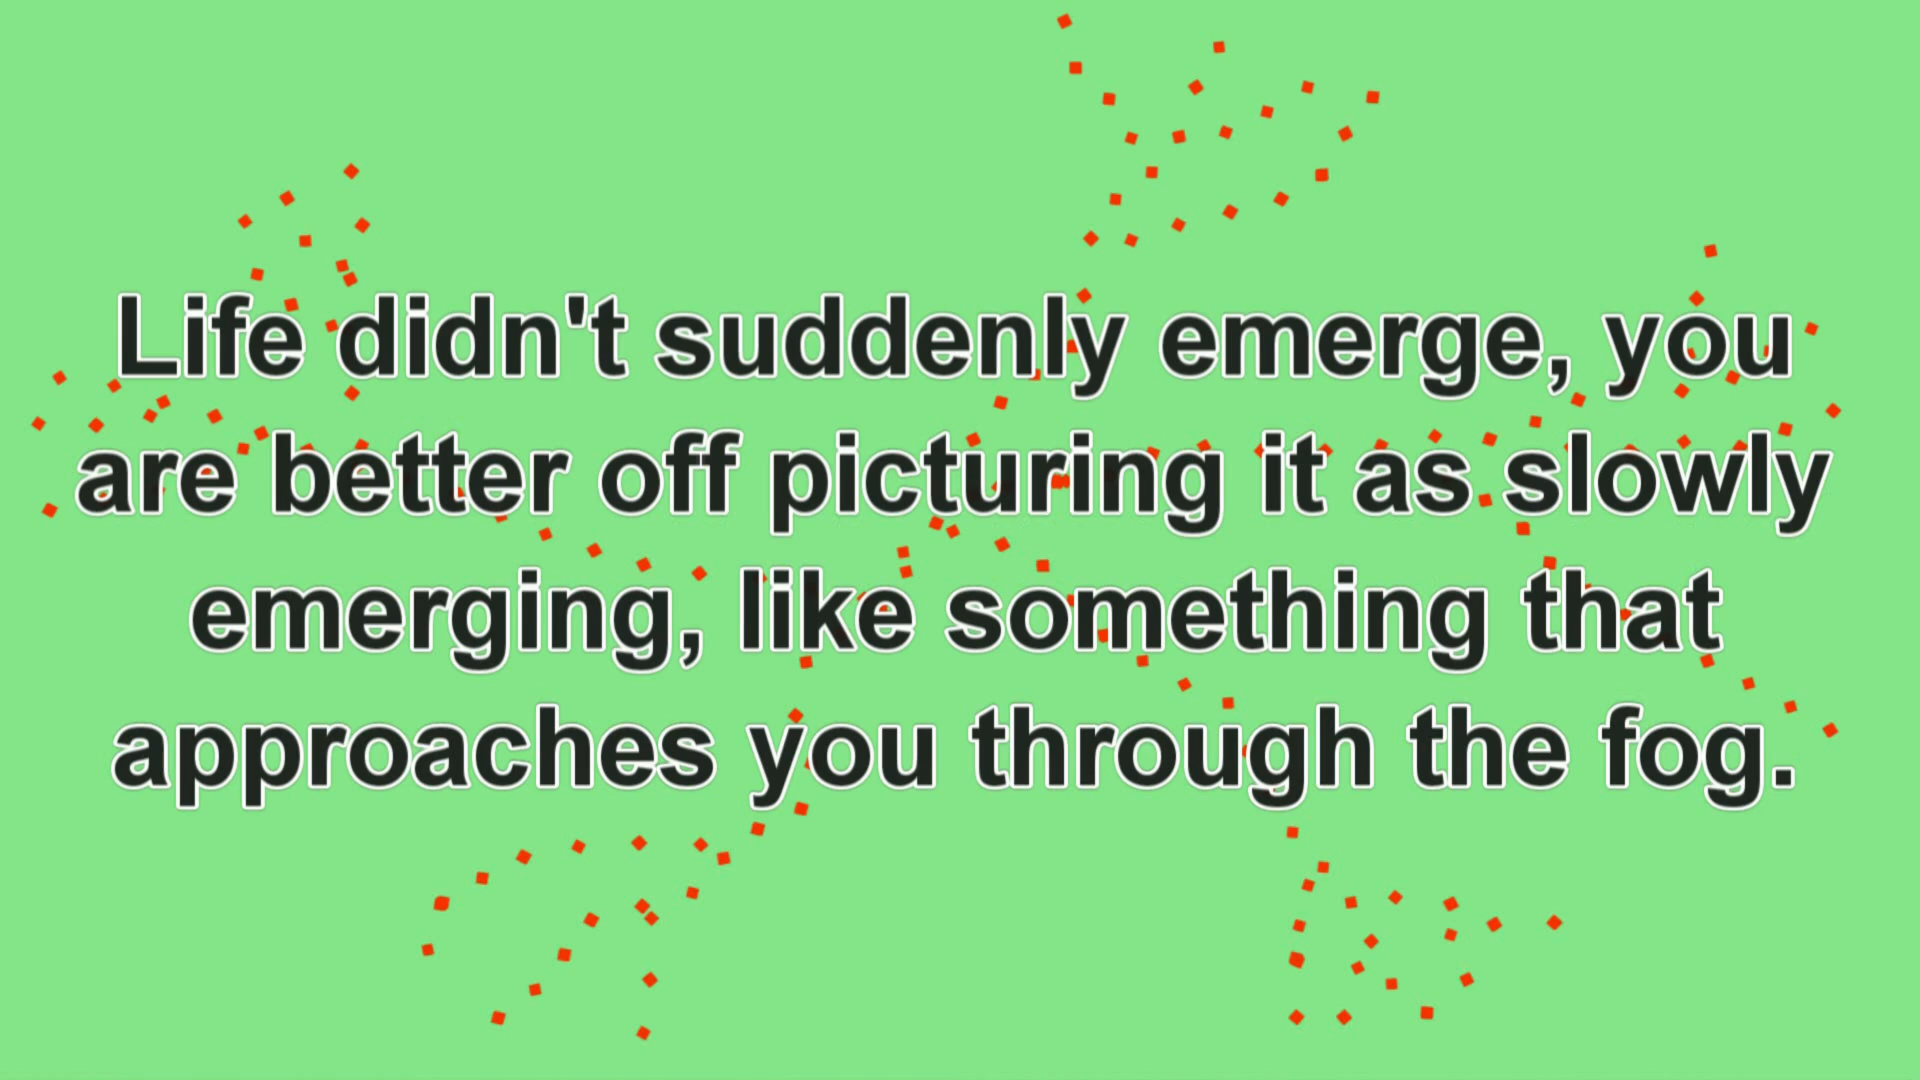 Life didn't suddenly emerge, you
are better off picturing it as slowly
emerging, like something that
approaches you through the fog.